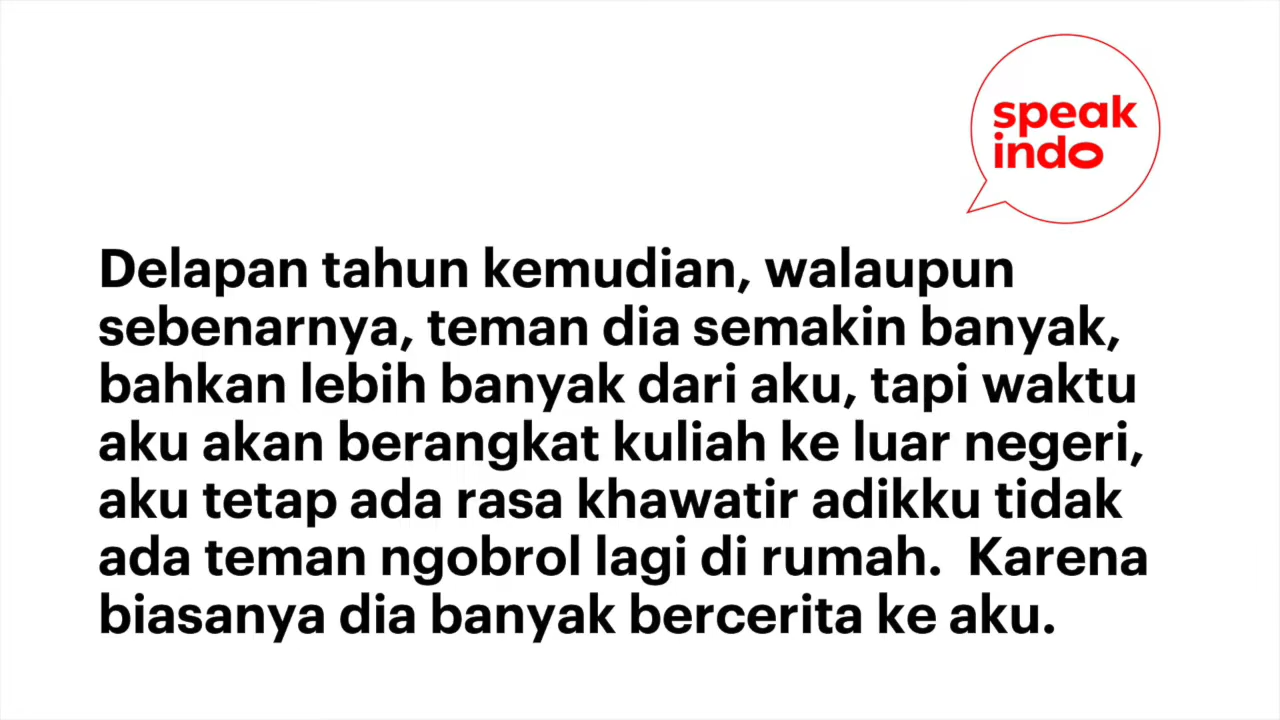 speak
indo
Delapan tahun kemudian, walaupun
sebenarnya, teman dia semakin banyak,
bahkan lebih banyak dari aku, tapi waktu
aku akan berangkat kuliah ke luar negeri,
aku tetap ada rasa khawatir adikku tidak
ada teman ngobrol lagi di rumah.  Karena
biasanya dia banyak bercerita ke aku.